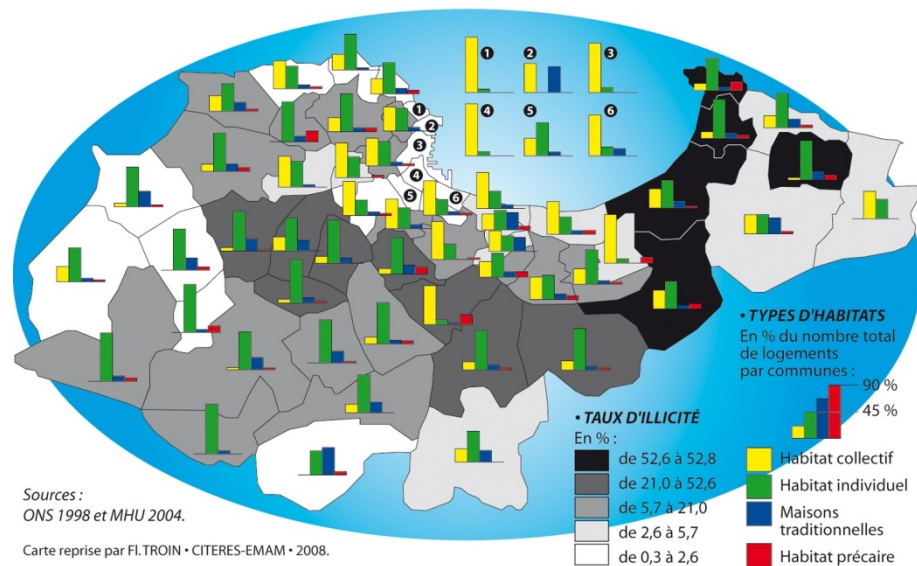 1
2
3
4
5
6
1
2
3
4
5
6
• TYPES D'HABITATS
En % du nombre total
de logements
par communes :
90 %
45 %
Habitat collectif
Habitat individuel
Maisons
traditionnelles
Habitat précaire
• TAUX D'ILLICITÉ
En % :
de 52,6 à 52,8
de 21,0 à 52,6
de 5,7 à 21,0
de 2,6 à 5,7
de 0,3 à 2,6
Sources :
ONS 1998 et MHU 2004.
Carte reprise par Fl.TROIN • CITERES-EMAM • 2008.